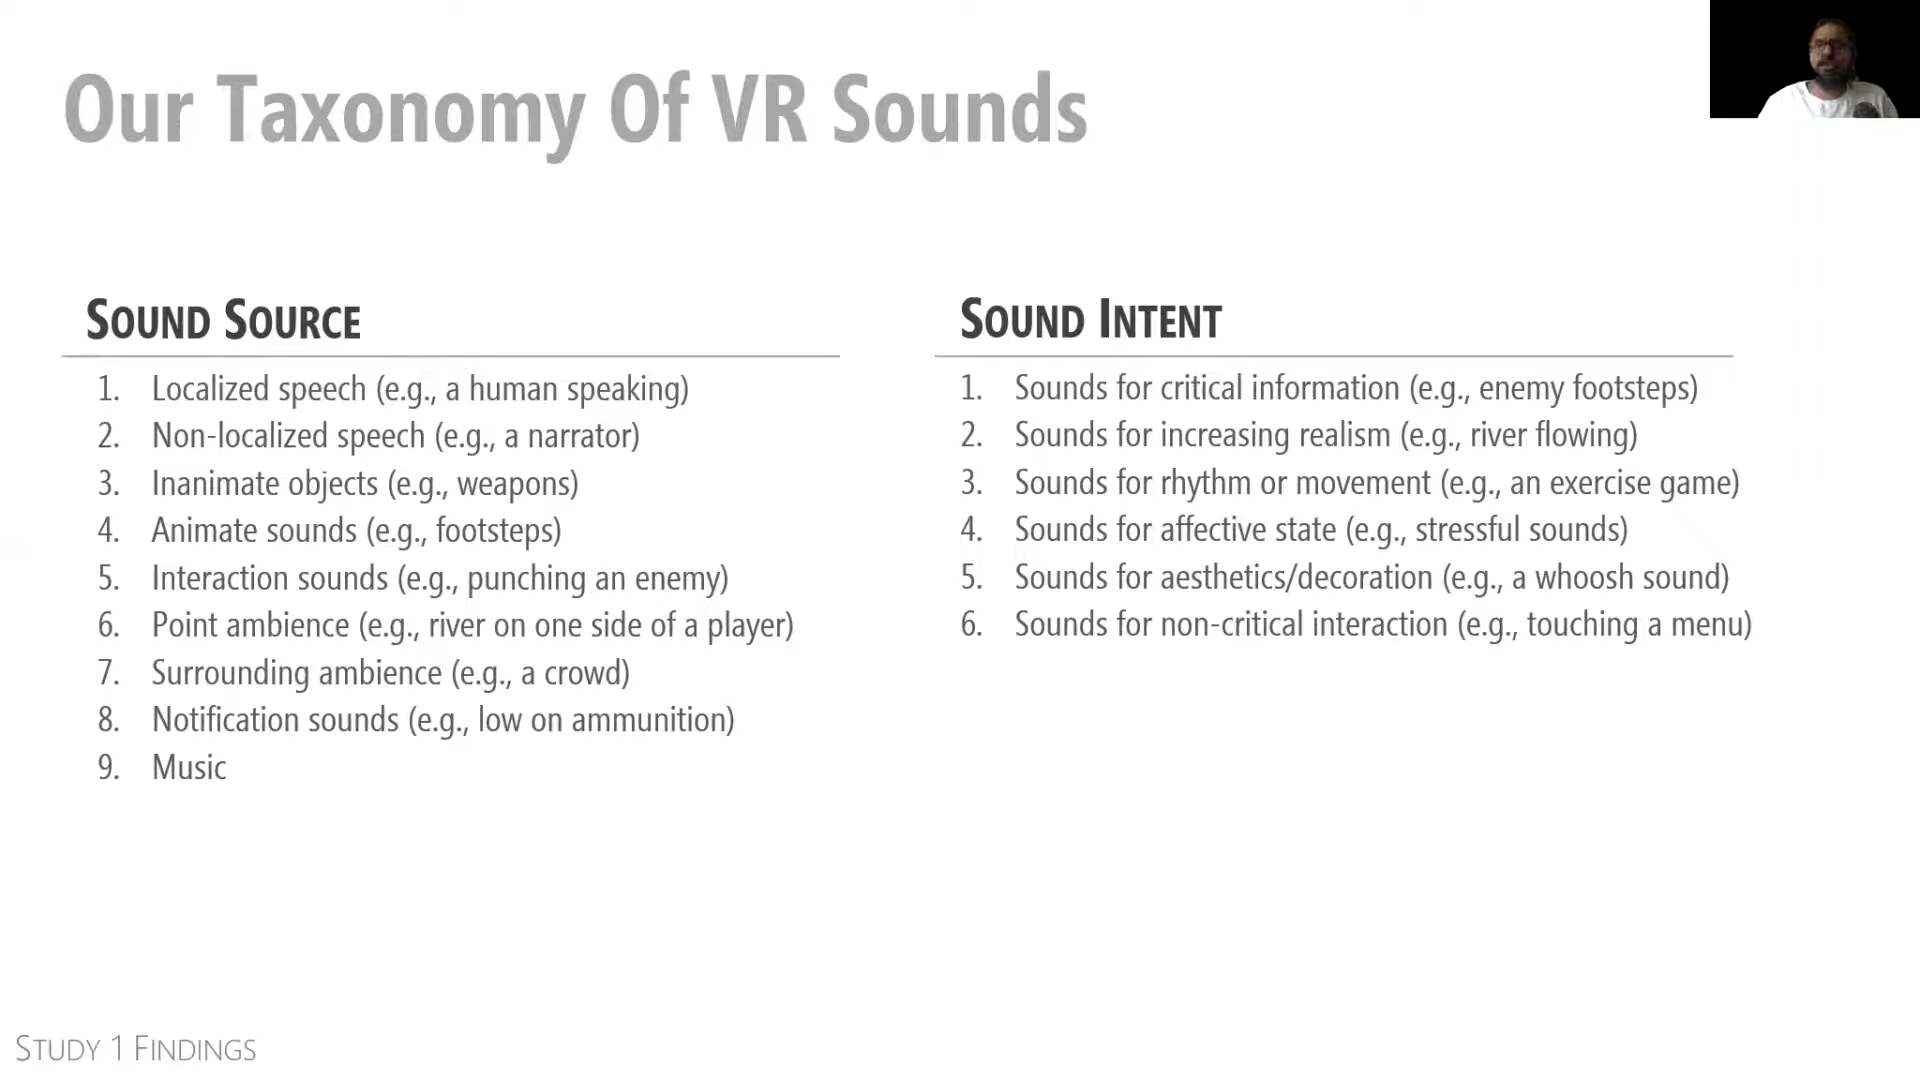 Our Taxonomy Of VR Sounds
SOUND SOURCE
1. Localized speech (e.g., a human speaking)
2. Non-localized speech (e.g., a narrator)
3. Inanimate objects (e.g., weapons)
4. Animate sounds (e.g., footsteps)
5. Interaction sounds (e.g., punching an enemy)
6. Point ambience (e.g., river on one side of a player)
7. Surrounding ambience (e.g., a crowd)
8. Notification sounds (e.g., low on ammunition)
9. Music
SOUND INTENT
1. Sounds for critical information (e.g., enemy footsteps)
2. Sounds for increasing realism (e.g., river flowing)
3. Sounds for rhythm or movement (e.g., an exercise game)
4. Sounds for affective state (e.g., stressful sounds)
5. Sounds for aesthetics/decoration (e.g., a whoosh sound)
6. Sounds for non-critical interaction (e.g., touching a menu)
STUDY 1 FINDINGS